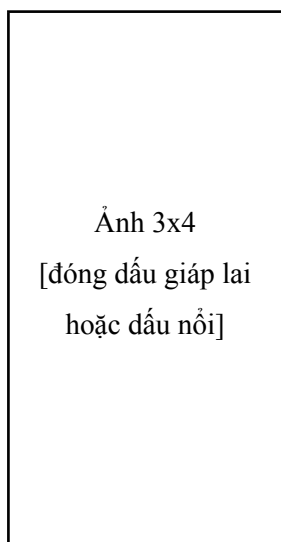 Ảnh 3x4
[đóng dấu giáp lai
hoặc dấu nổi]